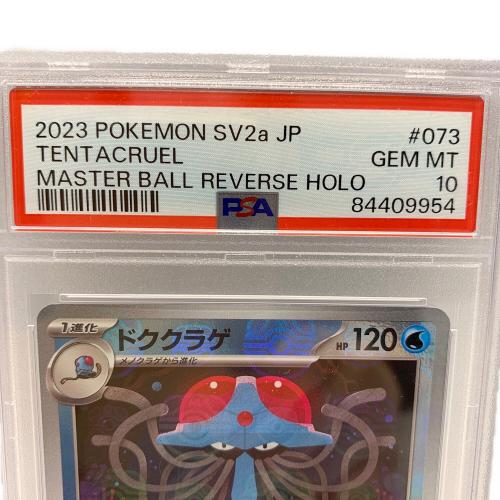 2023 POKEMON SV2a JP #073
TENTACRUEL GEM MT
MASTER BALL REVERSE HOLO 10
PSA 84409954
1進化 ドククラゲ HP 120
メノクラゲから進化